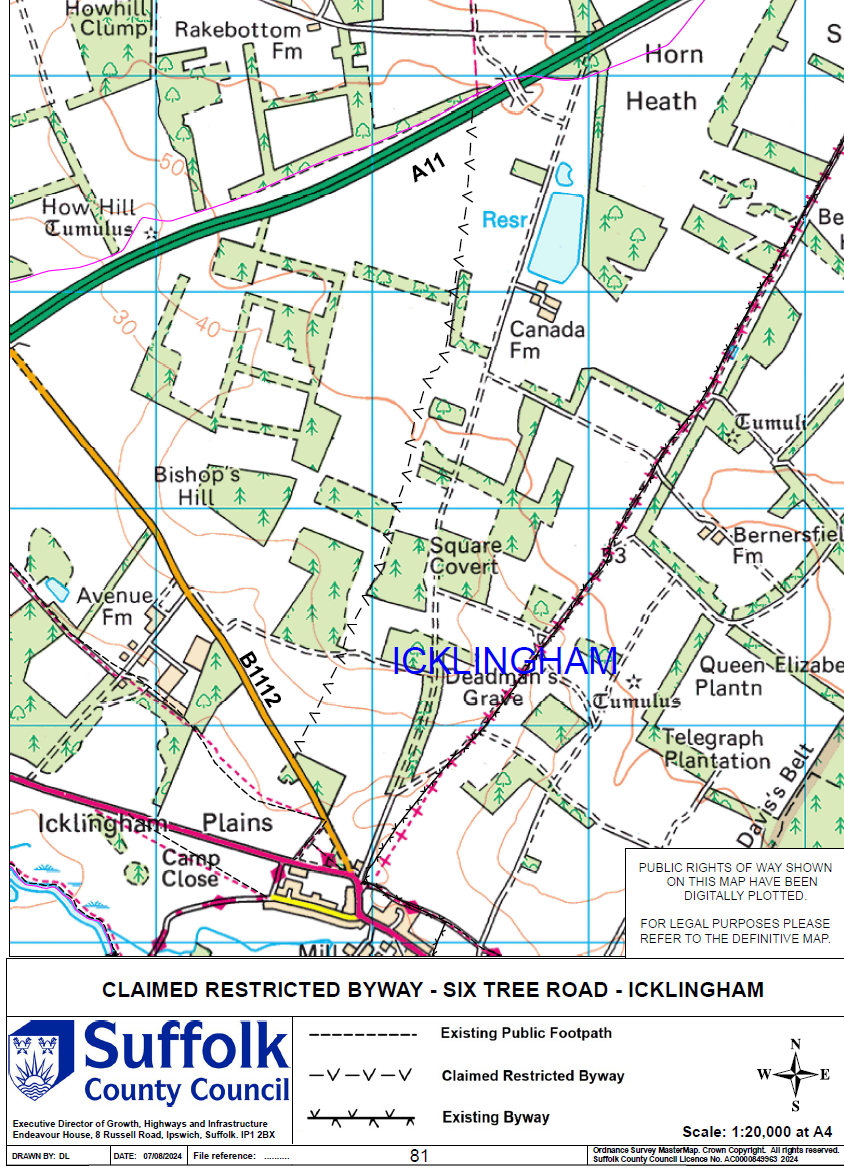 Howhill
Clump
Rakebottom
Fm
Horn
Heath
S
50
A11
How Hill
Tumulus
Resr
Be
30
40
Canada
Fm
Tumuli
Bishop's
Hill
Square
Covert
53
Bernersfiel
Fm
Avenue
Fm
B1112
ICKLINGHAM
Deadman's
Grave
Queen Elizabe
Plantn
Tumulus
Telegraph
Plantation
Davis's Belt
Icklingham Plains
Camp
Close
Mill
PUBLIC RIGHTS OF WAY SHOWN
ON THIS MAP HAVE BEEN
DIGITALLY PLOTTED.
FOR LEGAL PURPOSES PLEASE
REFER TO THE DEFINITIVE MAP.
CLAIMED RESTRICTED BYWAY - SIX TREE ROAD - ICKLINGHAM
Suffolk
County Council
Executive Director of Growth, Highways and Infrastructure
Endeavour House, 8 Russell Road, Ipswich, Suffolk. IP1 2BX
Existing Public Footpath
Claimed Restricted Byway
Existing Byway
N
W E
S
Scale: 1:20,000 at A4
DRAWN BY: DL DATE: 07/08/2024 File reference: .......... 81
Ordnance Survey MasterMap. Crown Copyright. All rights reserved.
Suffolk County Council Licence No. AC0000849963 2024